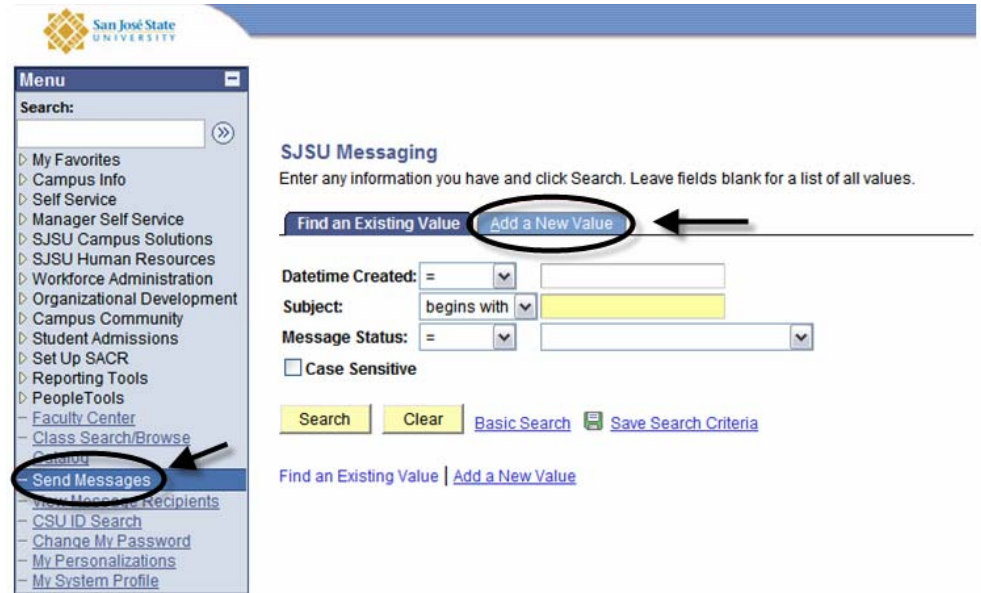 San José State
UNIVERSITY
Menu
Search:
My Favorites
Campus Info
Self Service
Manager Self Service
SJSU Campus Solutions
SJSU Human Resources
Workforce Administration
Organizational Development
Campus Community
Student Admissions
Set Up SACR
Reporting Tools
PeopleTools
– Faculty Center
– Class Search/Browse
Catalog
– Send Messages
– View Message Recipients
– CSU ID Search
– Change My Password
– My Personalizations
– My System Profile
SJSU Messaging
Enter any information you have and click Search. Leave fields blank for a list of all values.
Find an Existing Value Add a New Value
Datetime Created: =
Subject: begins with
Message Status: =
Case Sensitive
Search Clear Basic Search Save Search Criteria
Find an Existing Value | Add a New Value